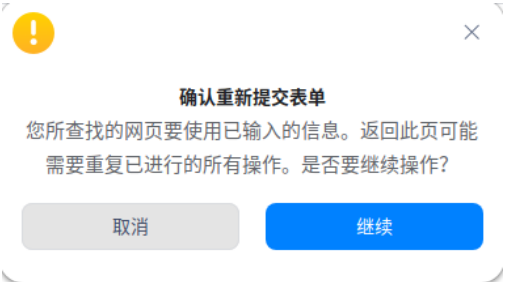 确认重新提交表单
您所查找的网页要使用已输入的信息。返回此页可能
需要重复已进行的所有操作。是否要继续操作？
取消
继续